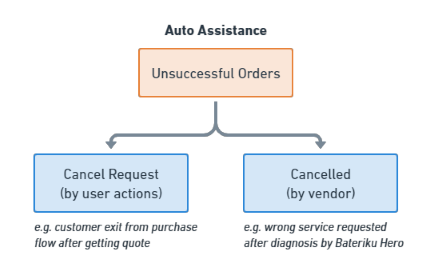 Auto Assistance
Unsuccessful Orders
Cancel Request
(by user actions)
Cancelled
(by vendor)
e.g. customer exit from purchase
flow after getting quote
e.g. wrong service requested
after diagnosis by Bateriku Hero